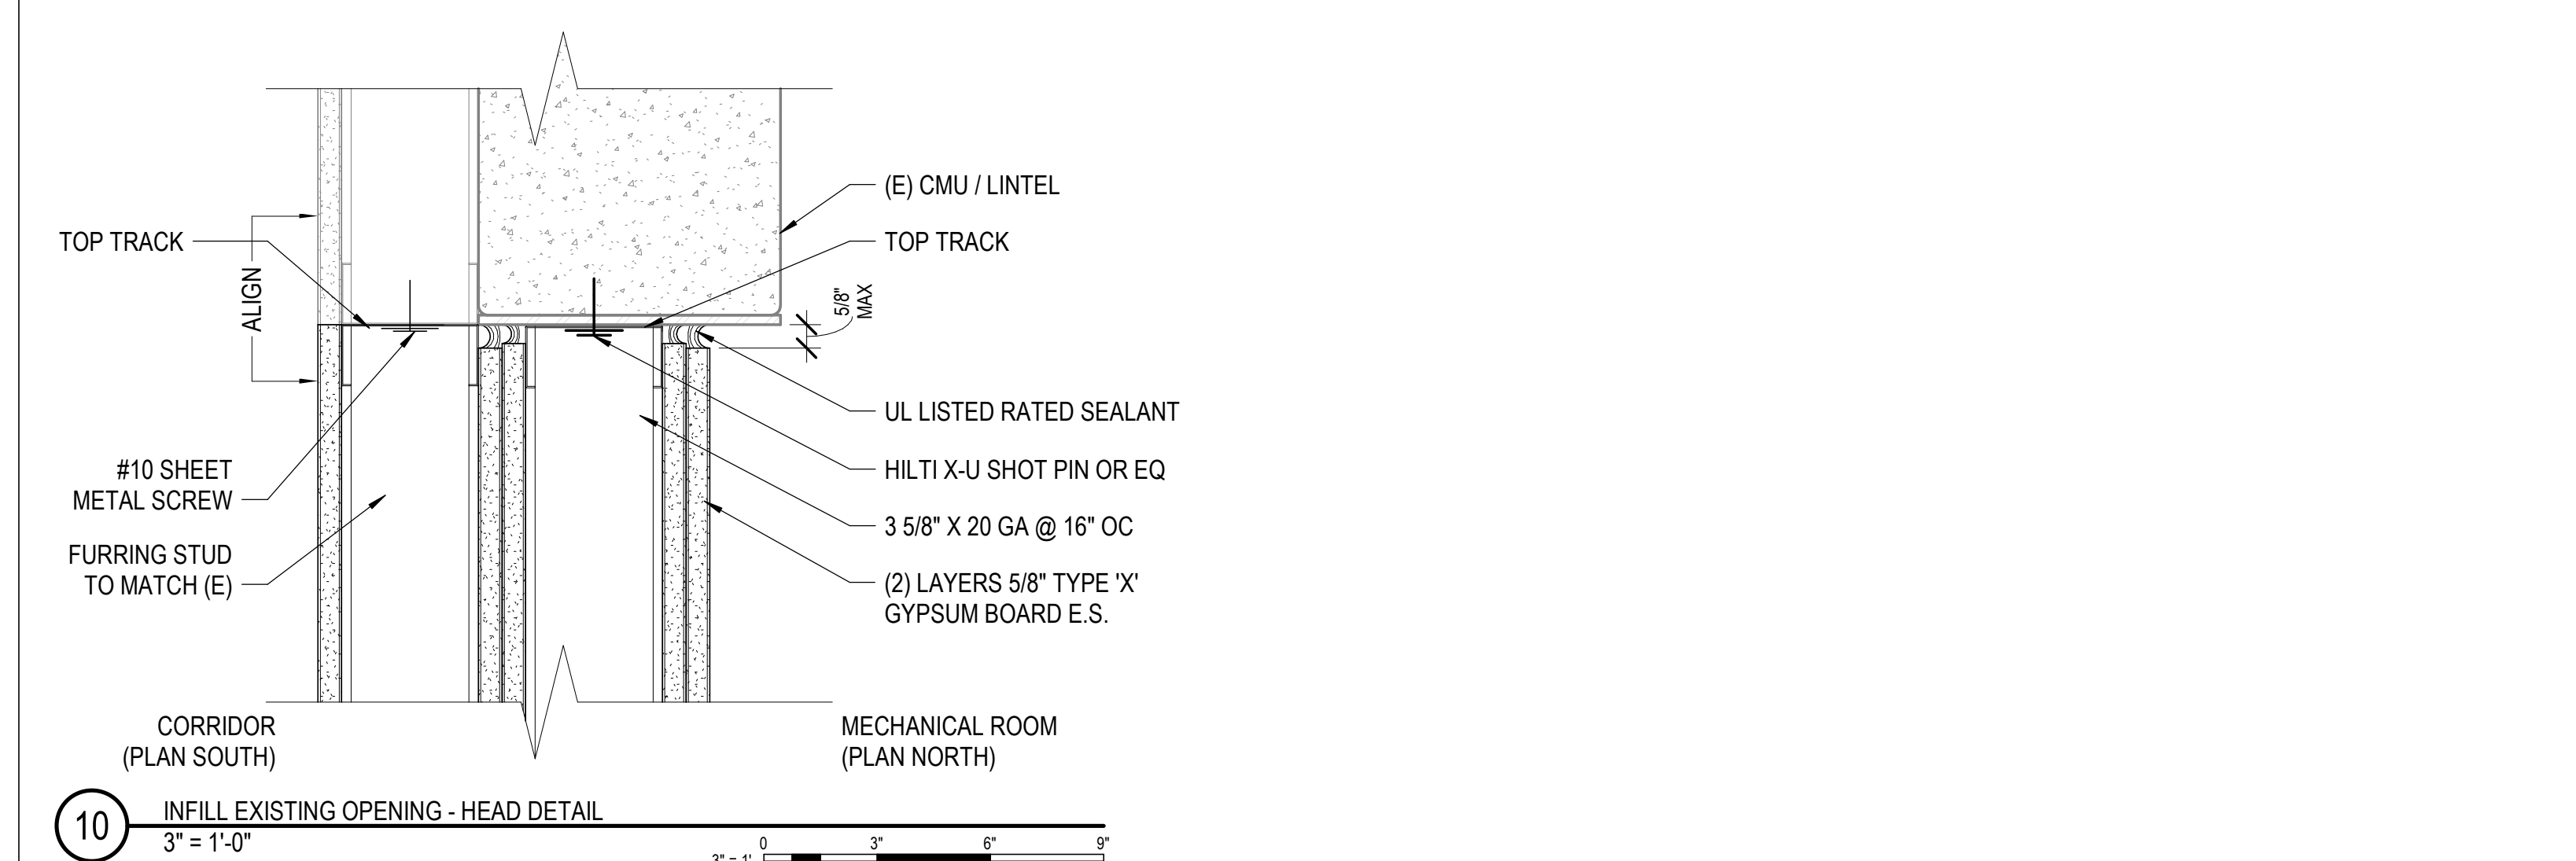 (E) CMU / LINTEL
TOP TRACK
TOP TRACK
ALIGN
5/8"
MAX
UL LISTED RATED SEALANT
#10 SHEET
METAL SCREW
HILTI X-U SHOT PIN OR EQ
3 5/8" X 20 GA @ 16" OC
FURRING STUD
TO MATCH (E)
(2) LAYERS 5/8" TYPE 'X'
GYPSUM BOARD E.S.
CORRIDOR
(PLAN SOUTH)
MECHANICAL ROOM
(PLAN NORTH)
10
INFILL EXISTING OPENING - HEAD DETAIL
3" = 1'-0"
0 3" 6" 9"
3" = 1'